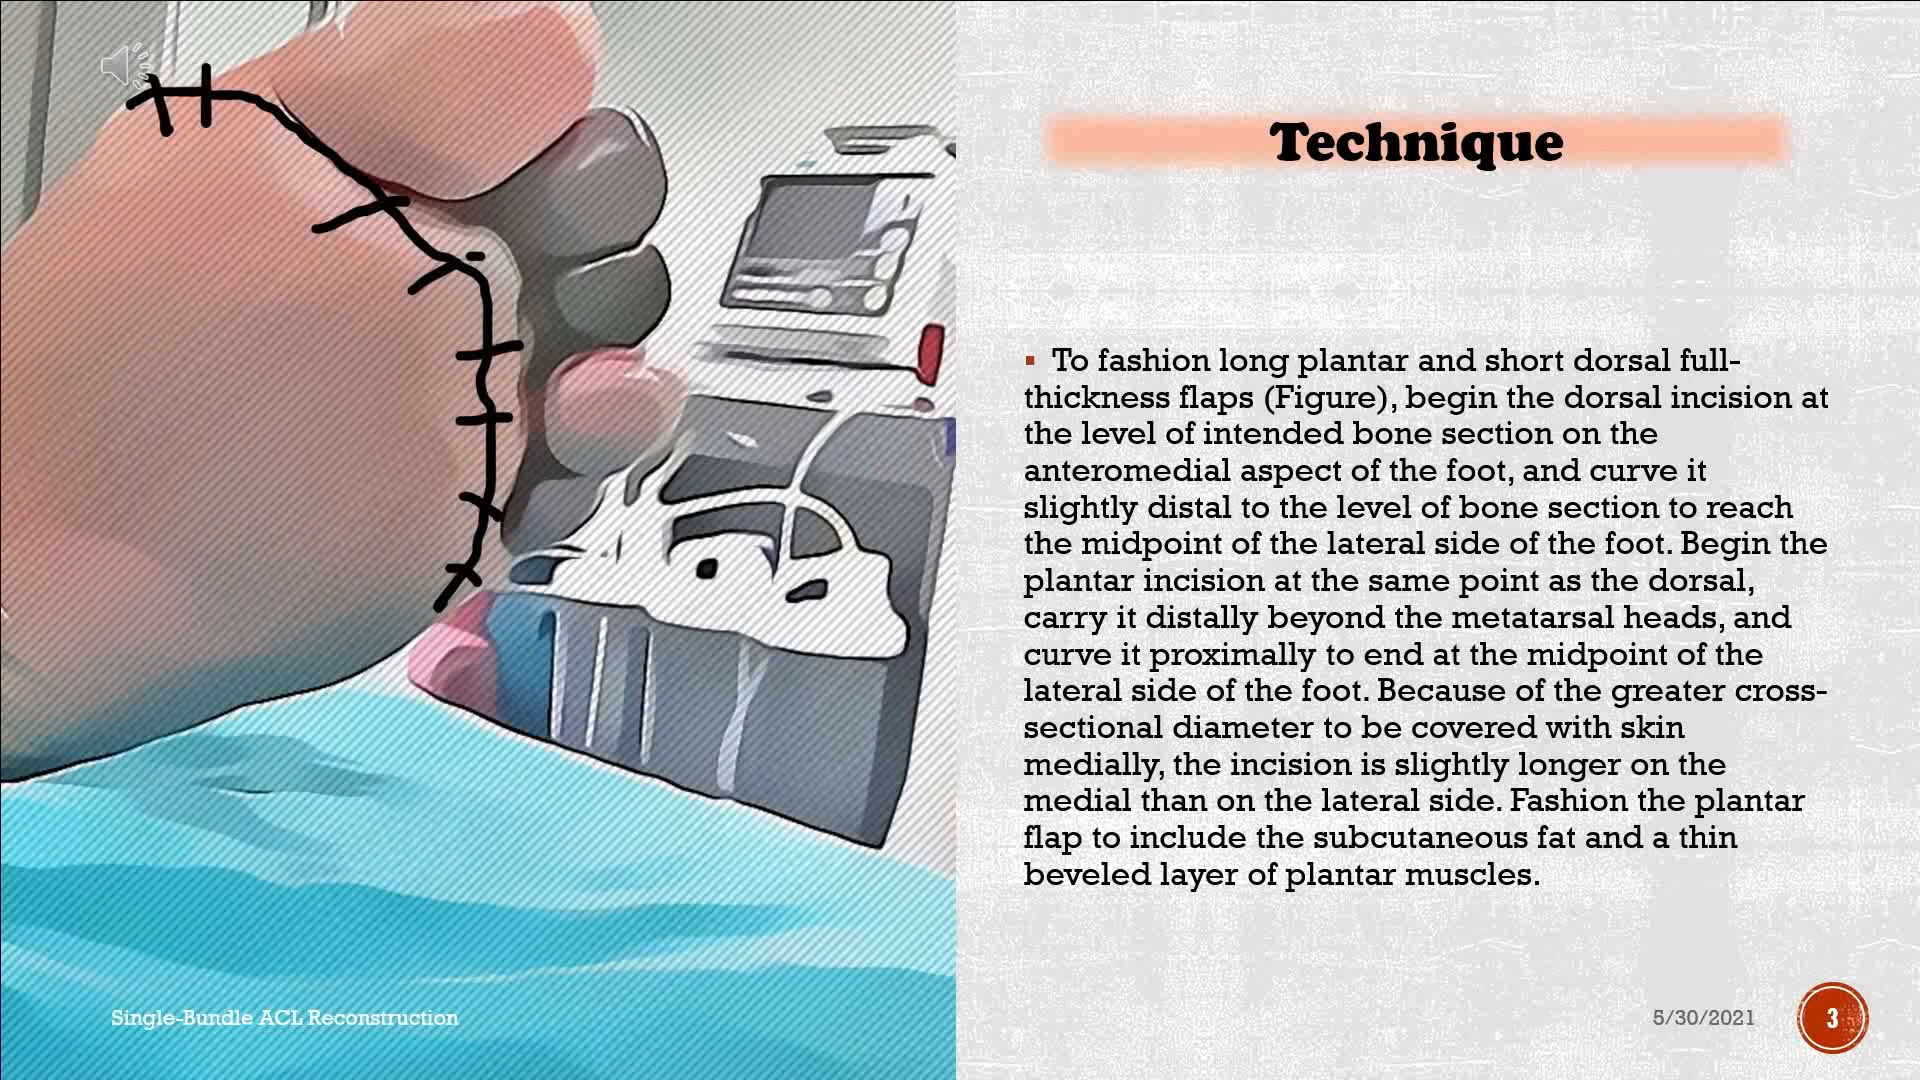 Technique
▪ To fashion long plantar and short dorsal full-
thickness flaps (Figure), begin the dorsal incision at
the level of intended bone section on the
anteromedial aspect of the foot, and curve it
slightly distal to the level of bone section to reach
the midpoint of the lateral side of the foot. Begin the
plantar incision at the same point as the dorsal,
carry it distally beyond the metatarsal heads, and
curve it proximally to end at the midpoint of the
lateral side of the foot. Because of the greater cross-
sectional diameter to be covered with skin
medially, the incision is slightly longer on the
medial than on the lateral side. Fashion the plantar
flap to include the subcutaneous fat and a thin
beveled layer of plantar muscles.
Single-Bundle ACL Reconstruction
5/30/2021
3